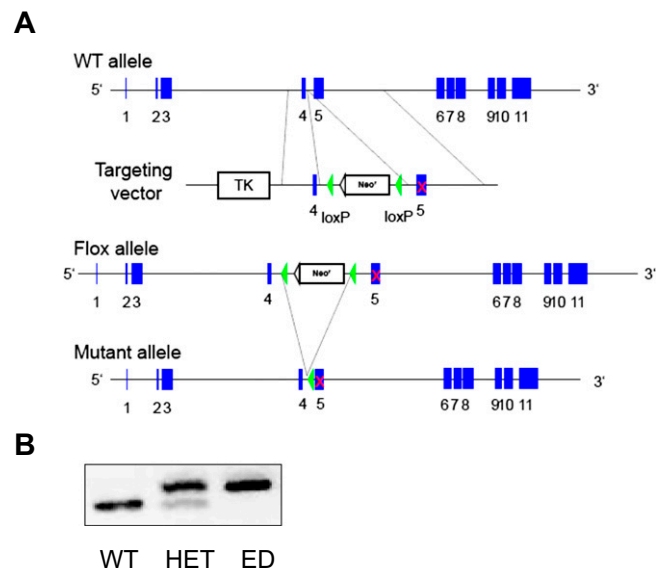 A
WT allele
5' 3'
1 23 4 5 678 910 11
Targeting vector
TK Neoʳ
4 loxP loxP 5
Flox allele
5' 3'
1 23 4 Neoʳ 5 678 910 11
Mutant allele
5' 3'
1 23 4 5 678 910 11
B
WT HET ED